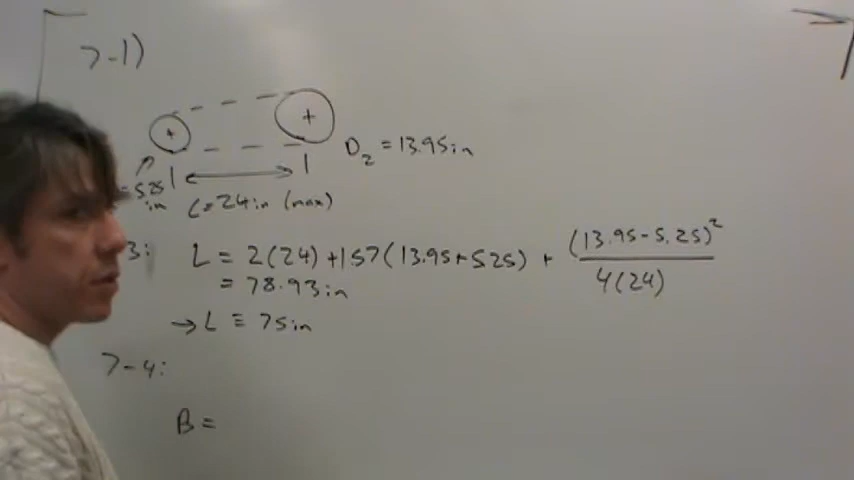 7-1)
D2 = 13.95in
= 5.25
in
C = 24in (max)
3: L = 2(24) + 1.57(13.95 + 5.25) + (13.95 - 5.25)² / 4(24)
= 78.93in
→ L ≡ 75in
7-4:
B =